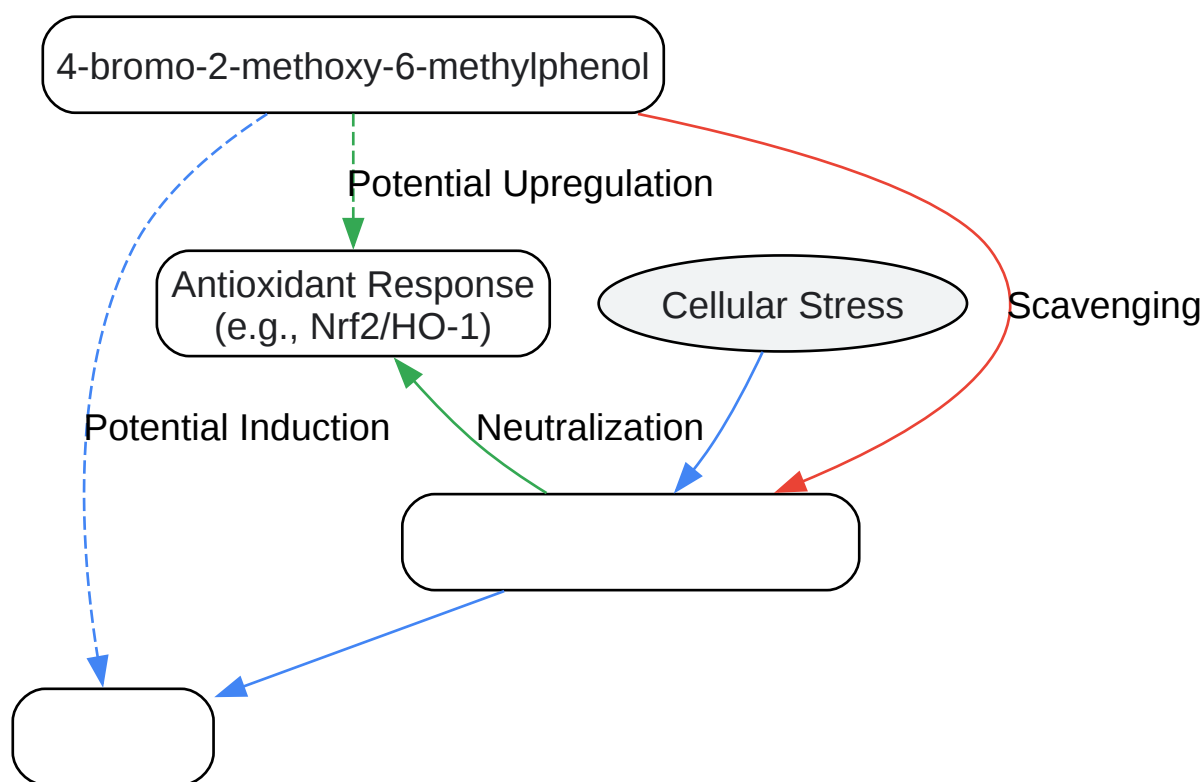 4-bromo-2-methoxy-6-methylphenol
Potential Upregulation
Antioxidant Response
(e.g., Nrf2/HO-1)
Cellular Stress
Scavenging
Potential Induction
Neutralization